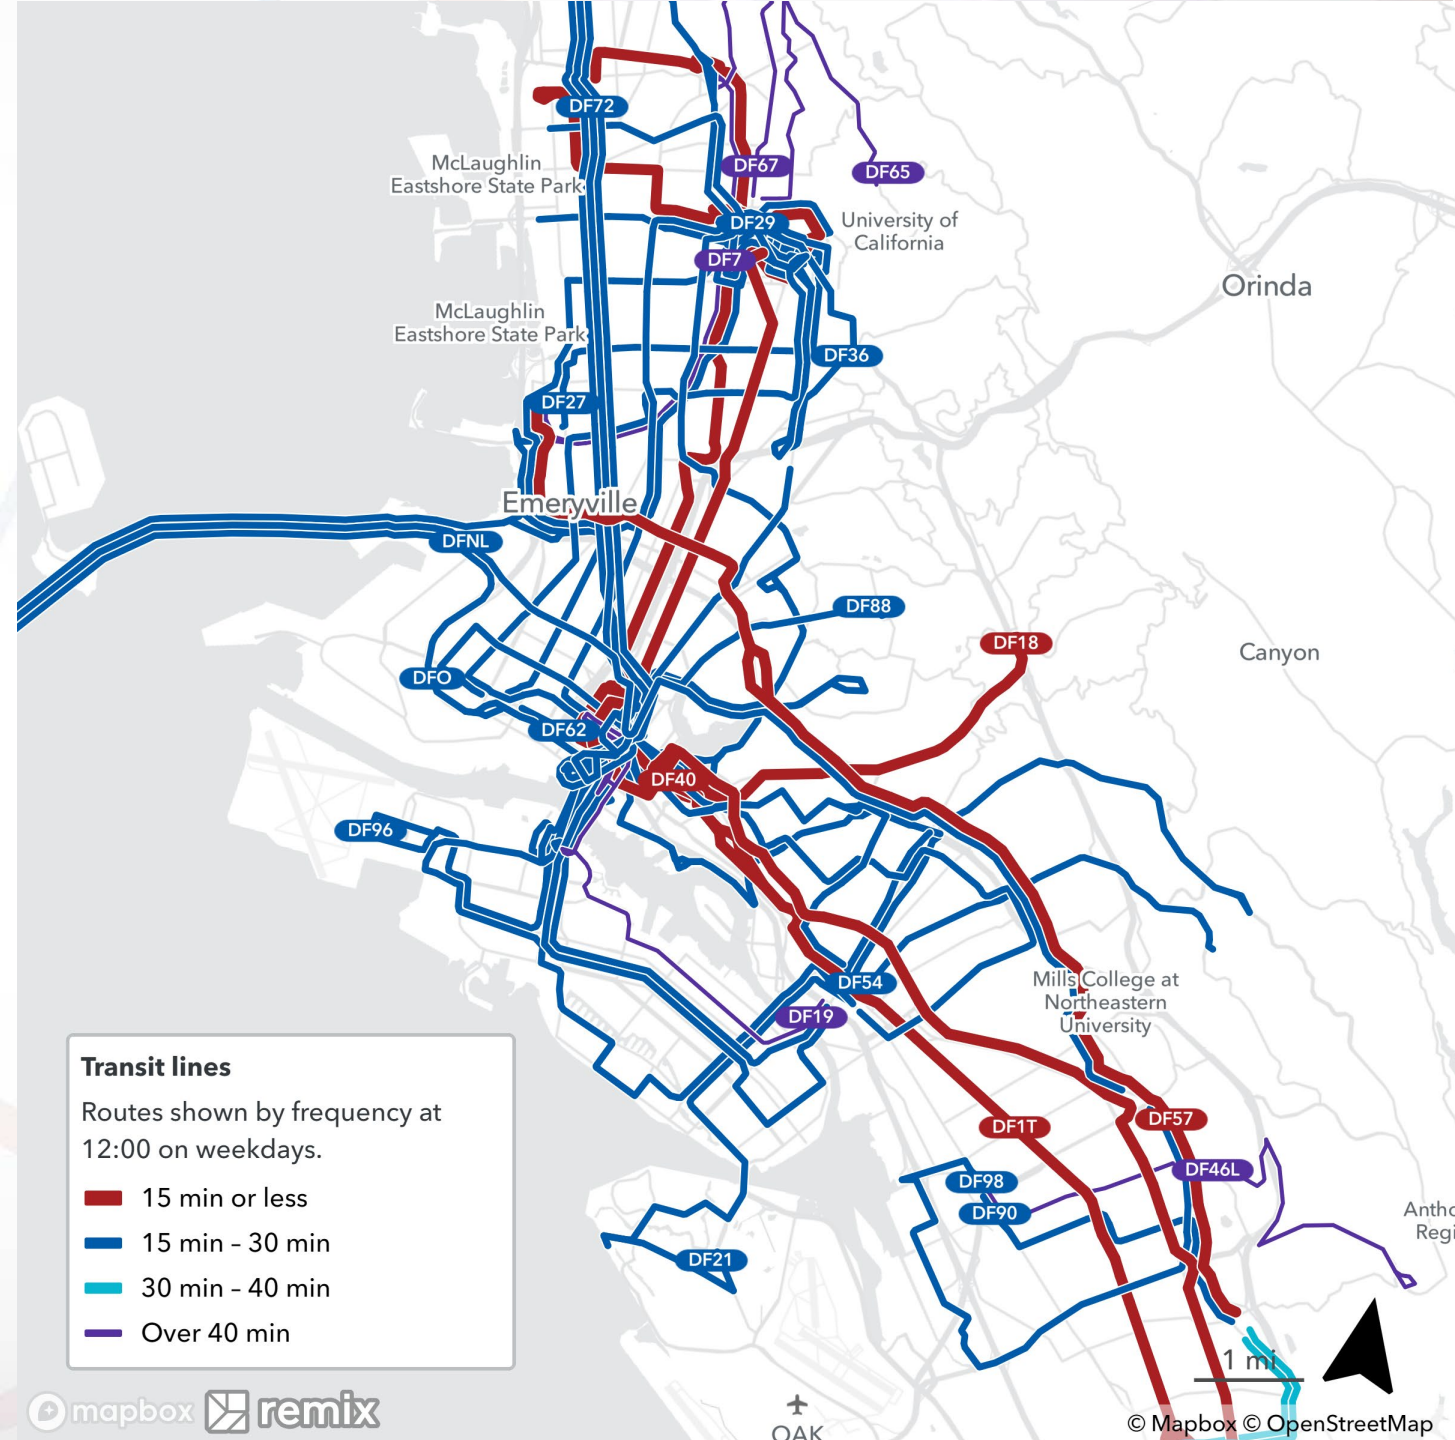 DF72
McLaughlin
Eastshore State Park
DF67
DF65
DF29
University of
California
DF7
Orinda
McLaughlin
Eastshore State Park
DF36
DF27
Emeryville
DFNL
DF88
DF18
Canyon
DFO
DF62
DF40
DF96
DF54
Mills College at
Northeastern
University
DF19
DF1T
DF57
DF46L
DF98
DF90
Antho
Regi
DF21
Transit lines
Routes shown by frequency at
12:00 on weekdays.
15 min or less
15 min – 30 min
30 min – 40 min
Over 40 min
1 mi
mapbox remix
OAK
© Mapbox © OpenStreetMap